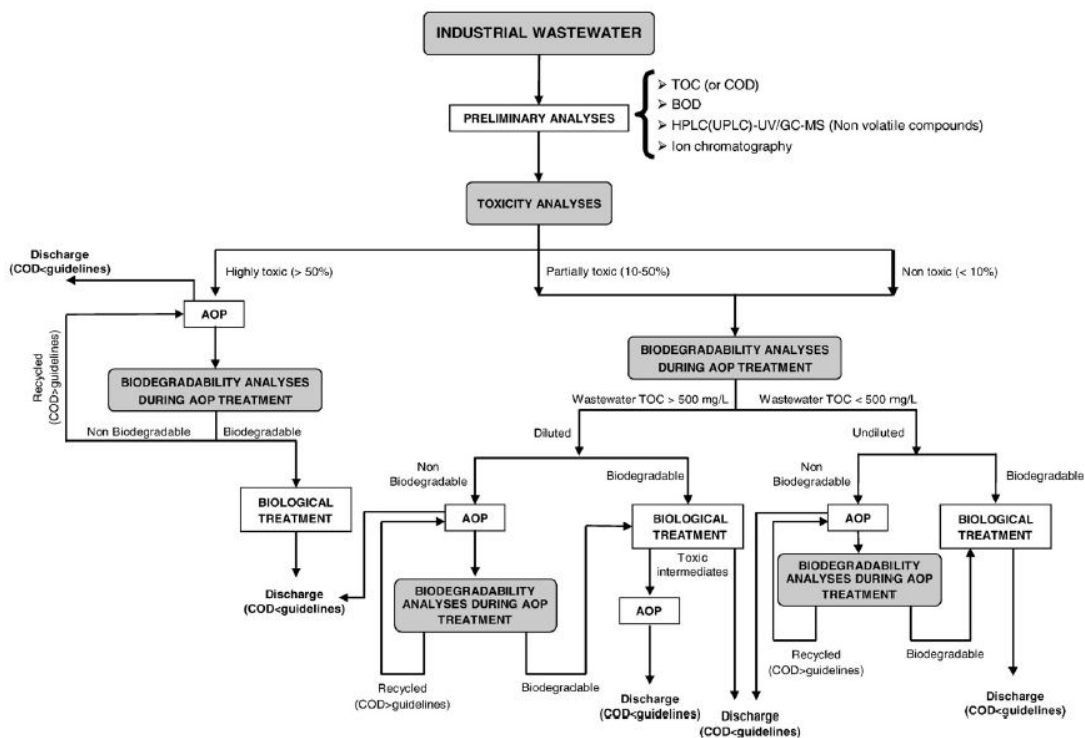 INDUSTRIAL WASTEWATER
PRELIMINARY ANALYSES
➤ TOC (or COD)
➤ BOD
➤ HPLC(UPLC)-UV/GC-MS (Non volatile compounds)
➤ Ion chromatography
TOXICITY ANALYSES
Discharge
(COD<guidelines)
Highly toxic (> 50%)
Partially toxic (10-50%)
Non toxic (< 10%)
AOP
Recycled
(COD>guidelines)
BIODEGRADABILITY ANALYSES
DURING AOP TREATMENT
Non Biodegradable
Biodegradable
BIOLOGICAL
TREATMENT
Discharge
(COD<guidelines)
BIODEGRADABILITY ANALYSES
DURING AOP TREATMENT
Wastewater TOC > 500 mg/L
Wastewater TOC < 500 mg/L
Diluted
Undiluted
Non
Biodegradable
Biodegradable
AOP
BIOLOGICAL
TREATMENT
Toxic
intermediates
BIODEGRADABILITY
ANALYSES DURING AOP
TREATMENT
AOP
Recycled
(COD>guidelines)
Biodegradable
Discharge
(COD<guidelines)
Discharge
(COD<guidelines)
Non
Biodegradable
Biodegradable
AOP
BIOLOGICAL
TREATMENT
BIODEGRADABILITY
ANALYSES DURING AOP
TREATMENT
Recycled
(COD>guidelines)
Biodegradable
Discharge
(COD<guidelines)